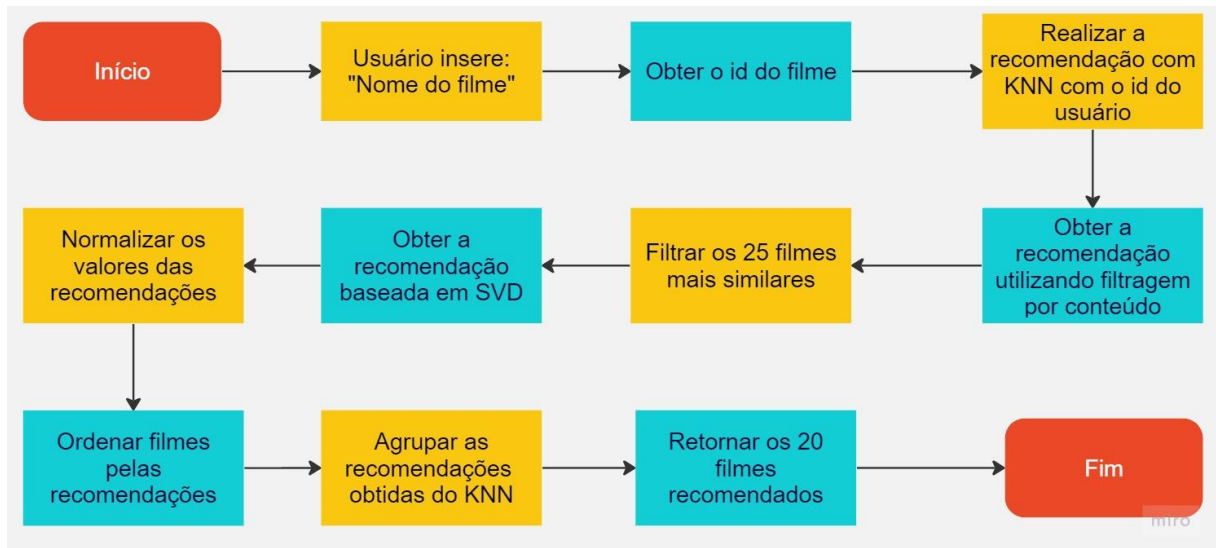 Início
Usuário insere:
"Nome do filme"
Obter o id do filme
Realizar a
recomendação com
KNN com o id do
usuário
Obter a
recomendação
utilizando filtragem
por conteúdo
Filtrar os 25 filmes
mais similares
Obter a
recomendação
baseada em SVD
Normalizar os
valores das
recomendações
Ordenar filmes
pelas
recomendações
Agrupar as
recomendações
obtidas do KNN
Retornar os 20
filmes
recomendados
Fim
miro